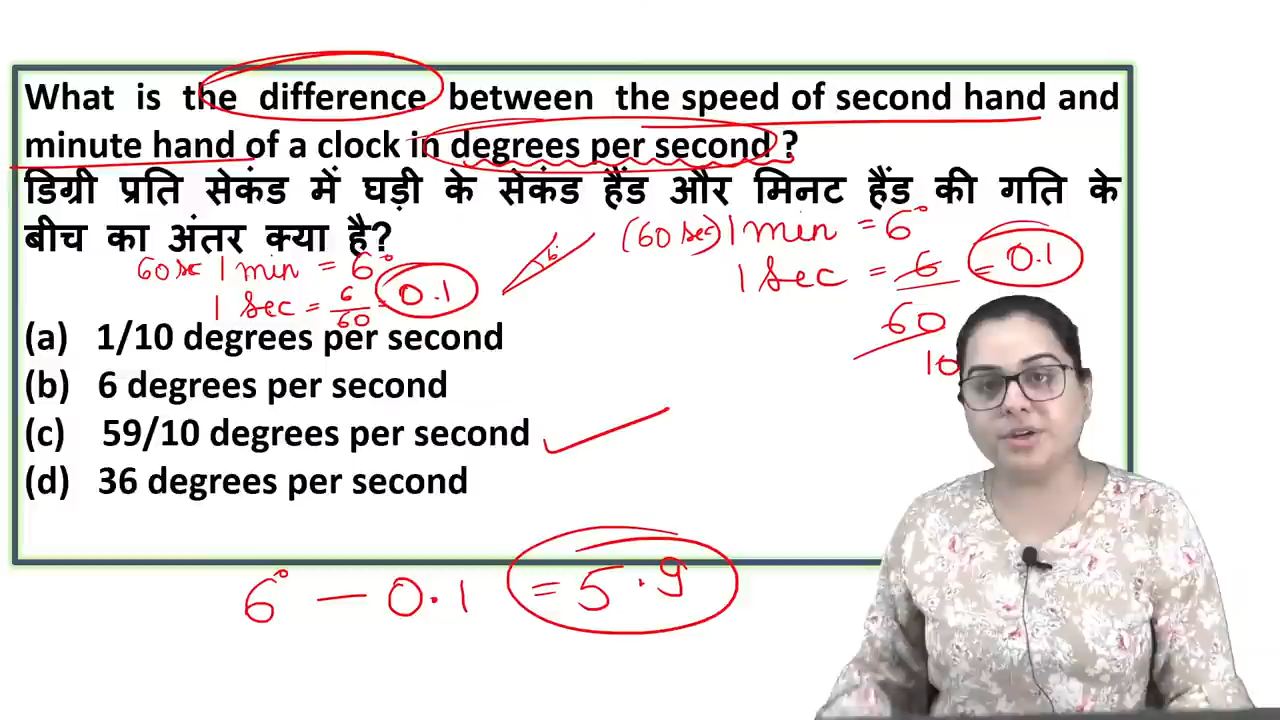 What is the difference between the speed of second hand and
minute hand of a clock in degrees per second ?
डिग्री प्रति सेकंड में घड़ी के सेकंड हैंड और मिनट हैंड की गति के
बीच का अंतर क्या है?
(60 sec) 1 min = 6°
1 sec = 6/60 = 0.1
10
60 sec 1 min = 6°
1 sec = 6/60 = 0.1
6
(a) 1/10 degrees per second
(b) 6 degrees per second
(c) 59/10 degrees per second
(d) 36 degrees per second
6° - 0.1 = 5.9